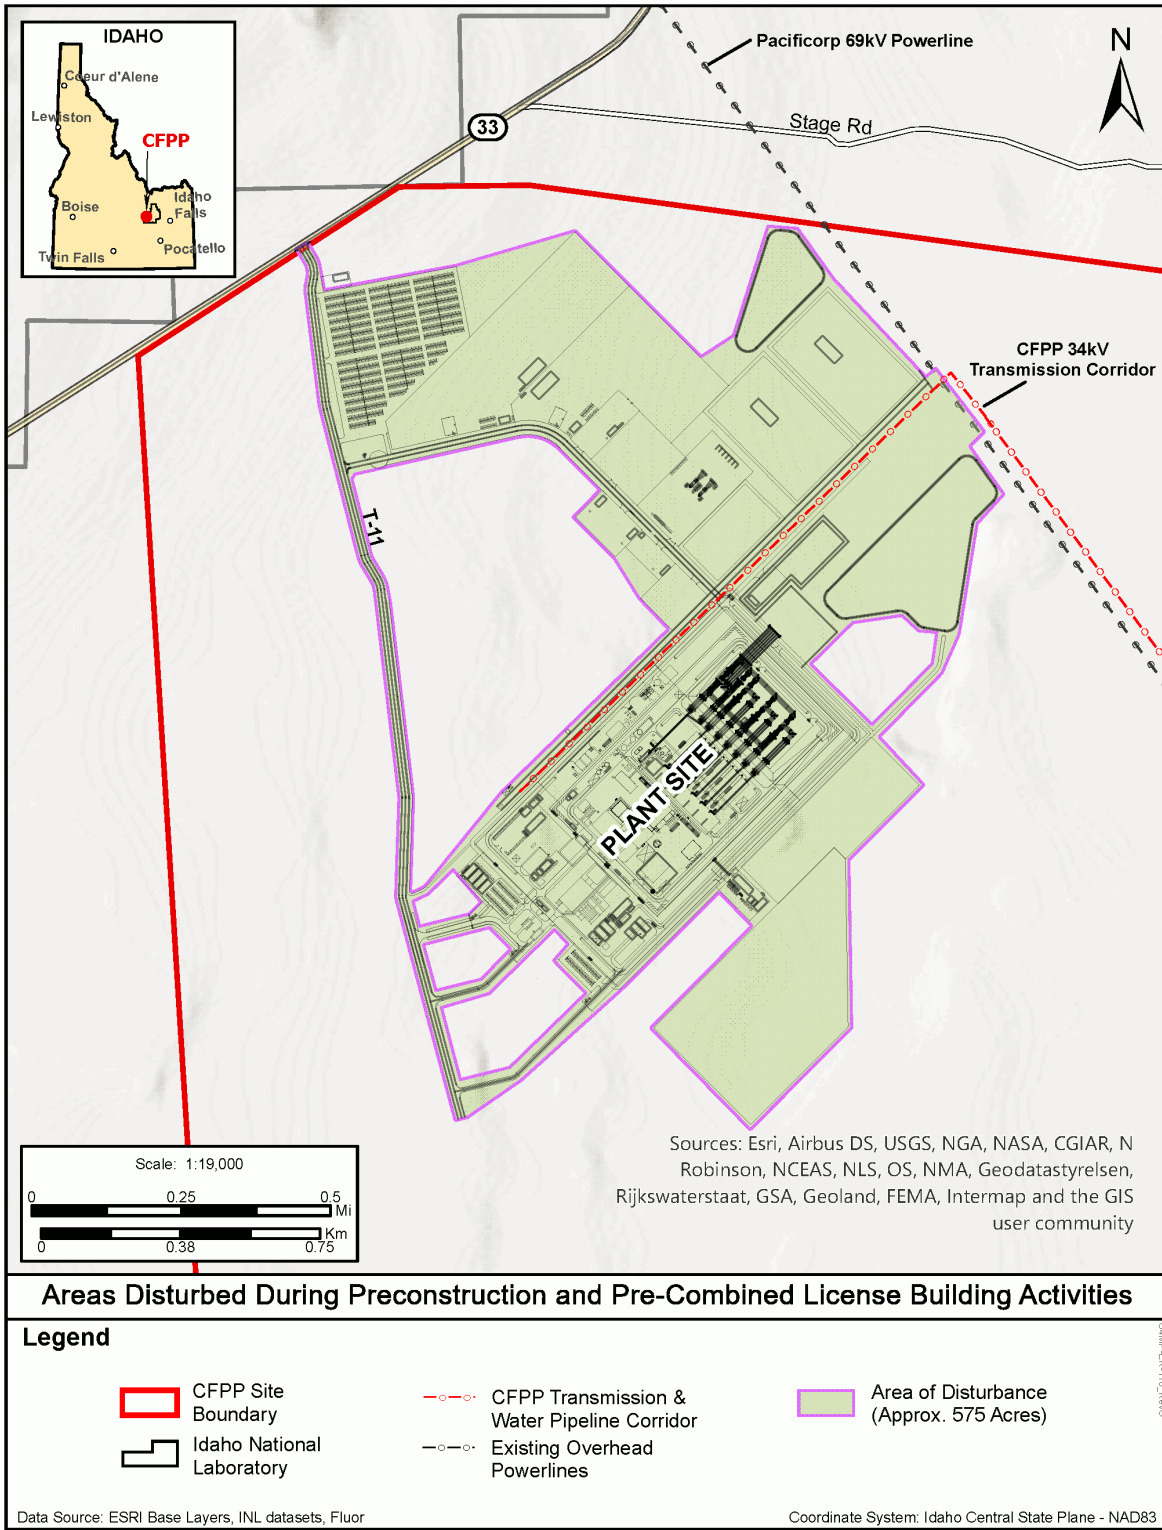 IDAHO
Coeur d'Alene
Lewiston
CFPP
Boise
Idaho
Falls
Twin Falls
Pocatello
Pacificorp 69kV Powerline
N
33
Stage Rd
CFPP 34kV
Transmission Corridor
T-11
PLANT SITE
Sources: Esri, Airbus DS, USGS, NGA, NASA, CGIAR, N
Robinson, NCEAS, NLS, OS, NMA, Geodatastyrelsen,
Rijkswaterstaat, GSA, Geoland, FEMA, Intermap and the GIS
user community
Scale: 1:19,000
0 0.25 0.5
Mi
Km
0 0.38 0.75
Areas Disturbed During Preconstruction and Pre-Combined License Building Activities
Legend
CFPP Site
Boundary
Idaho National
Laboratory
CFPP Transmission &
Water Pipeline Corridor
Existing Overhead
Powerlines
Area of Disturbance
(Approx. 575 Acres)
Data Source: ESRI Base Layers, INL datasets, Fluor
Coordinate System: Idaho Central State Plane - NAD83